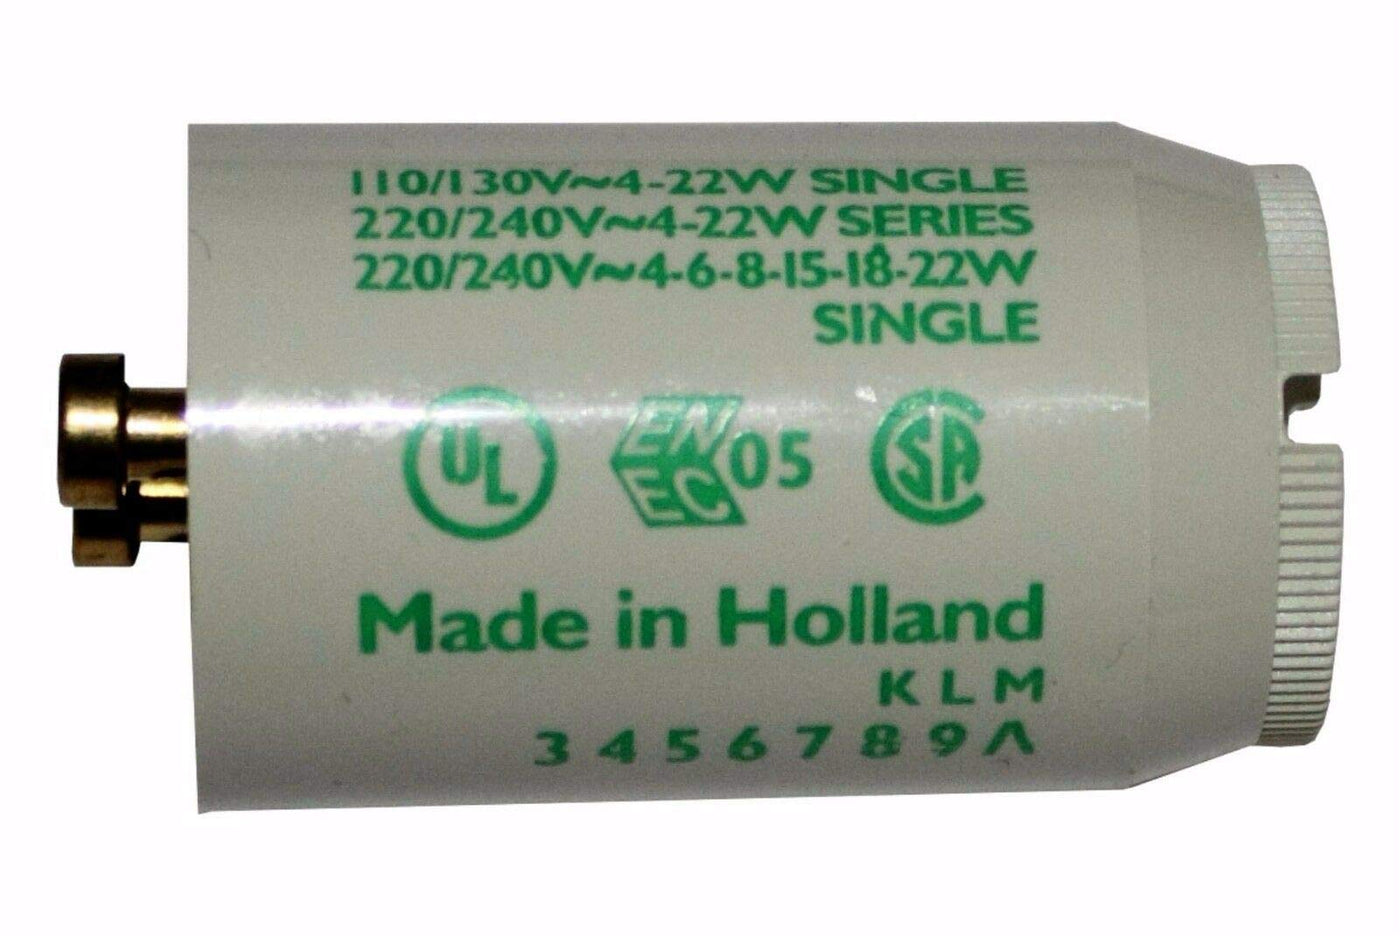 110/130V~4-22W SINGLE
220/240V~4-22W SERIES
220/240V~4-6-8-15-18-22W
SINGLE
UL
EN
EC
05
CSA
Made in Holland
K L M
3 4 5 6 7 8 9 Λ